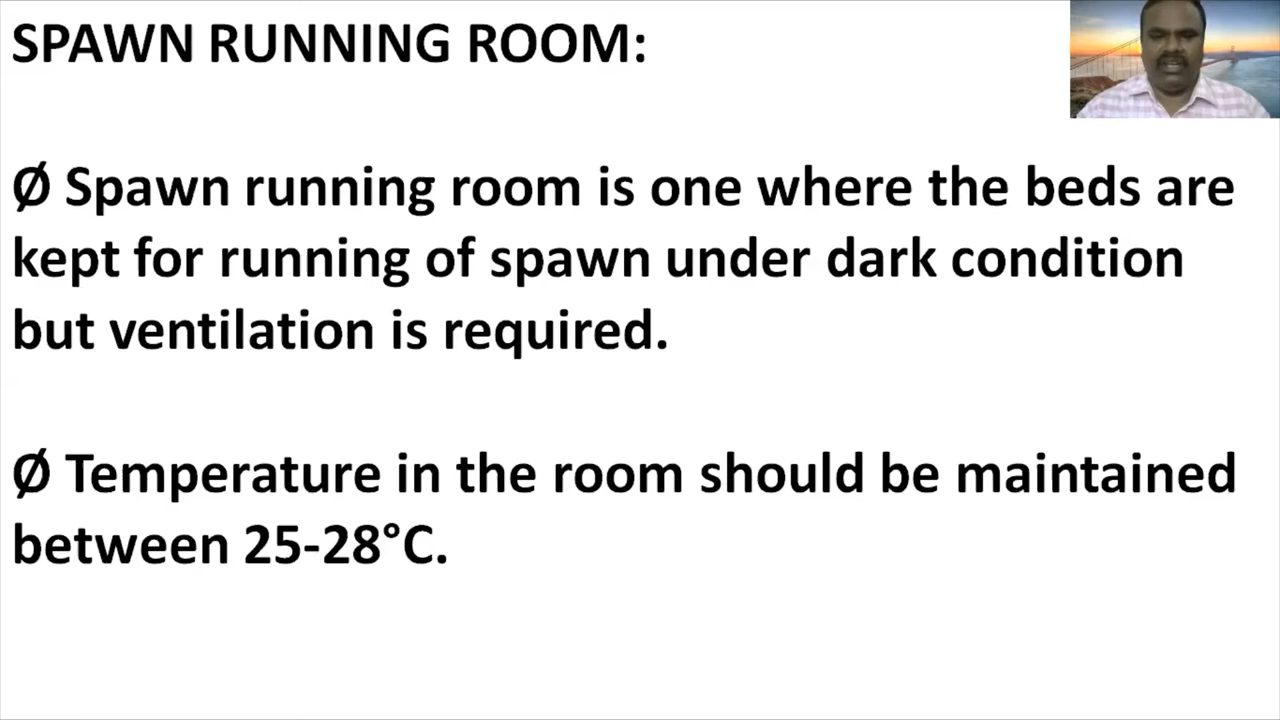 SPAWN RUNNING ROOM:
Ø Spawn running room is one where the beds are
kept for running of spawn under dark condition
but ventilation is required.
Ø Temperature in the room should be maintained
between 25-28°C.